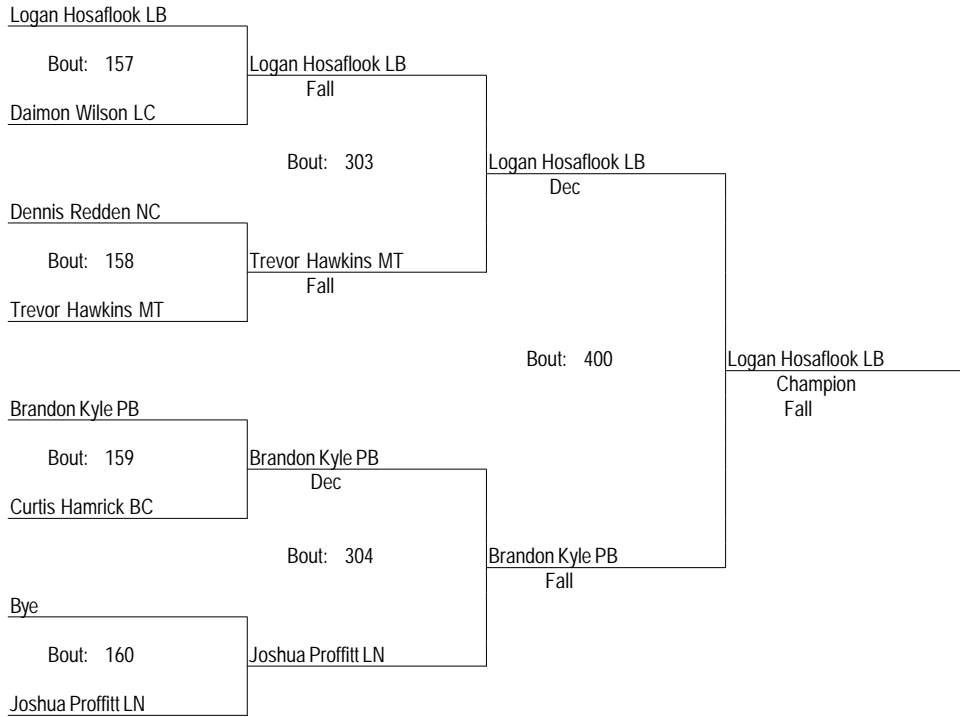 Logan Hosaflook LB
Bout: 157
Logan Hosaflook LB
Fall
Daimon Wilson LC
Bout: 303
Logan Hosaflook LB
Dec
Dennis Redden NC
Bout: 158
Trevor Hawkins MT
Fall
Trevor Hawkins MT
Bout: 400
Logan Hosaflook LB
Champion
Fall
Brandon Kyle PB
Bout: 159
Brandon Kyle PB
Dec
Curtis Hamrick BC
Bout: 304
Brandon Kyle PB
Fall
Bye
Bout: 160
Joshua Proffitt LN
Joshua Proffitt LN